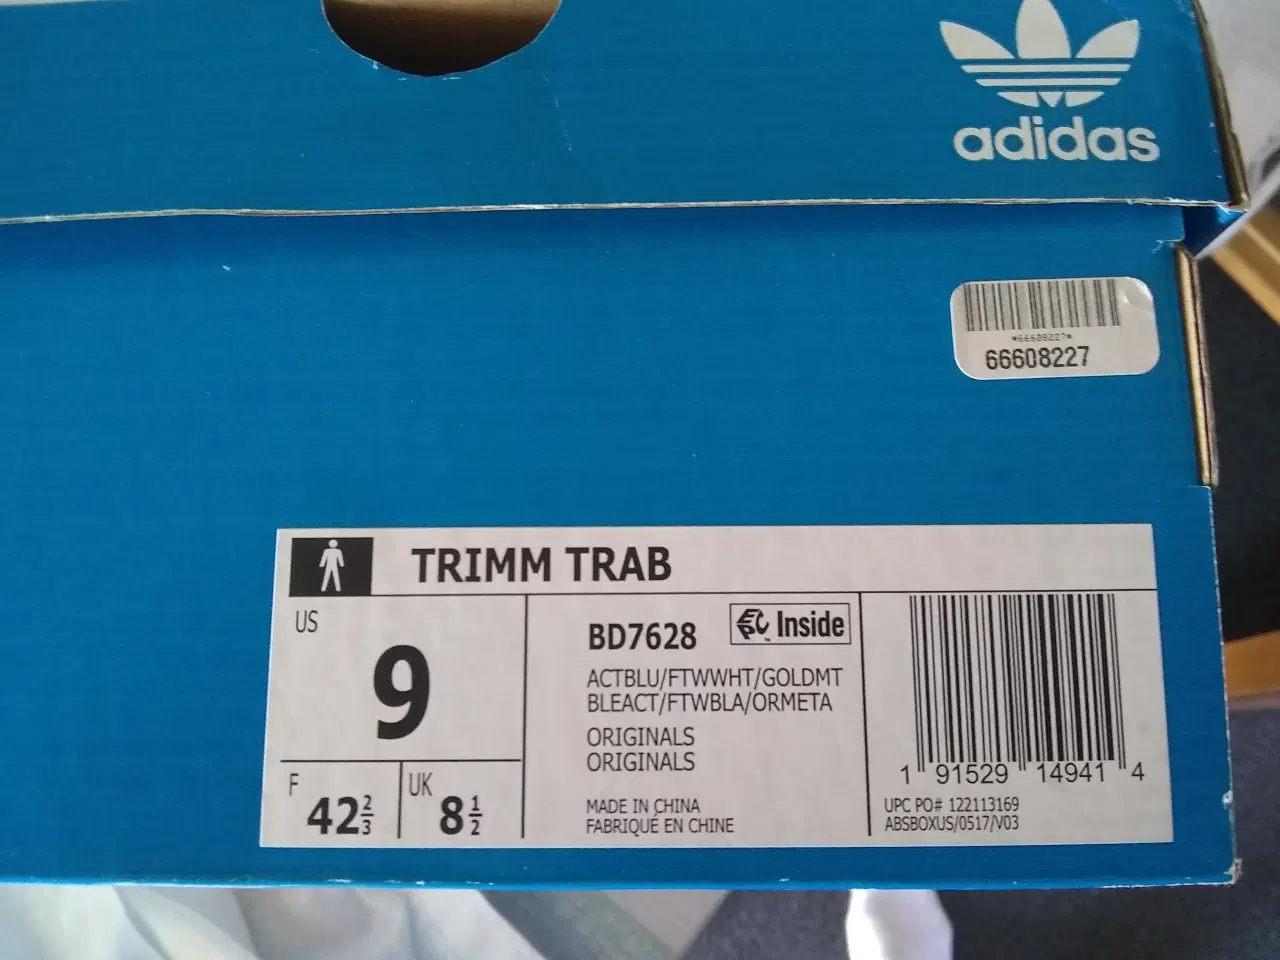 adidas
*66608227*
66608227
TRIMM TRAB
US
9
F
42 2/3
UK
8 1/2
BD7628
EPC Inside
ACTBLU/FTWWHT/GOLDMT
BLEACT/FTWBLA/ORMETA
ORIGINALS
ORIGINALS
MADE IN CHINA
FABRIQUÉ EN CHINE
1 91529 14941 4
UPC PO# 122113169
ABSBOXUS/0517/V03